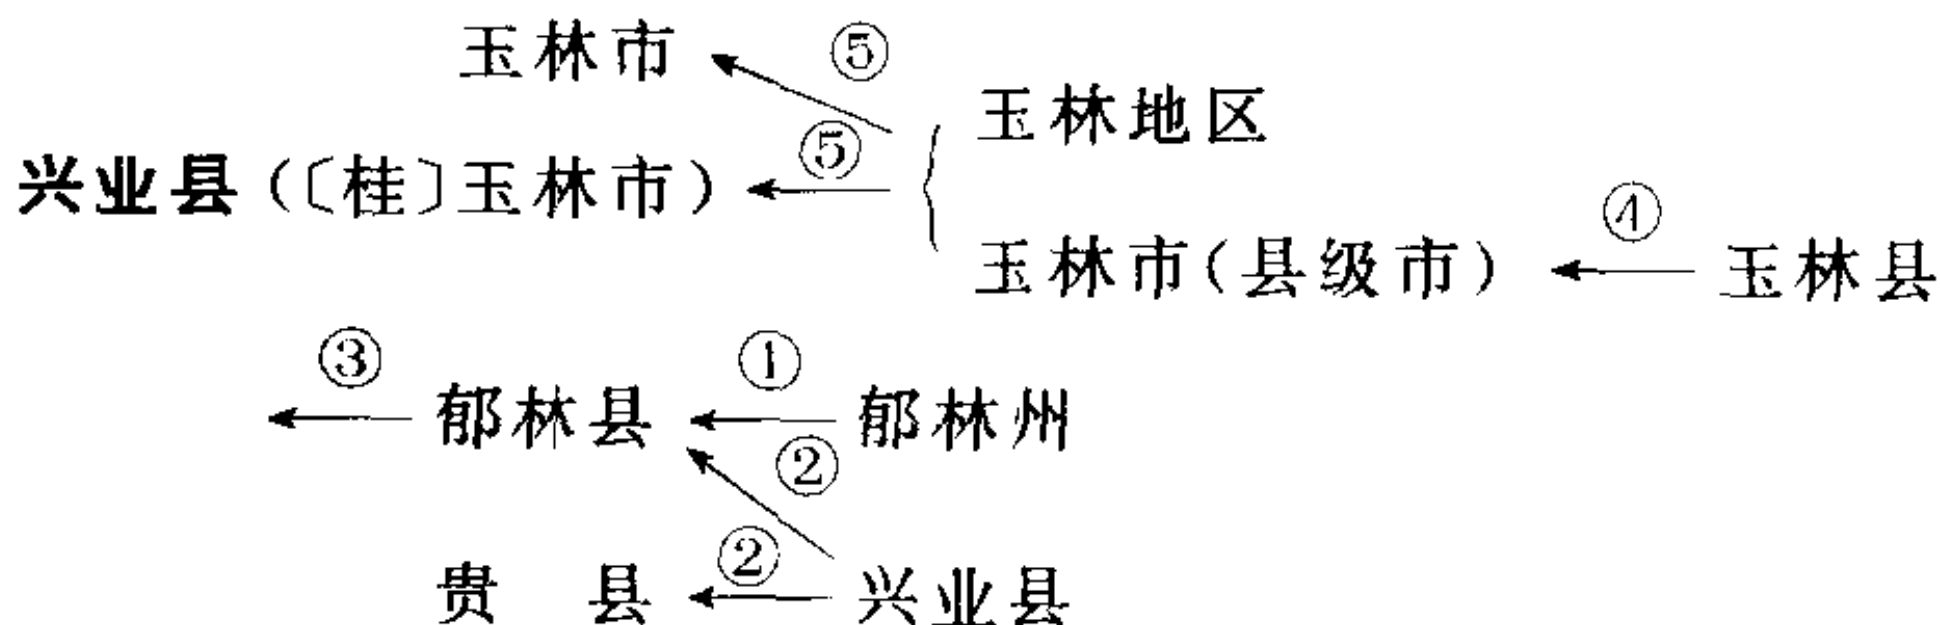 玉林市 ⑤
玉林地区
兴业县(〔桂〕玉林市) ⑤
④
玉林市(县级市) 玉林县
③ ①
郁林县 郁林州
②
②
贵 县 兴业县